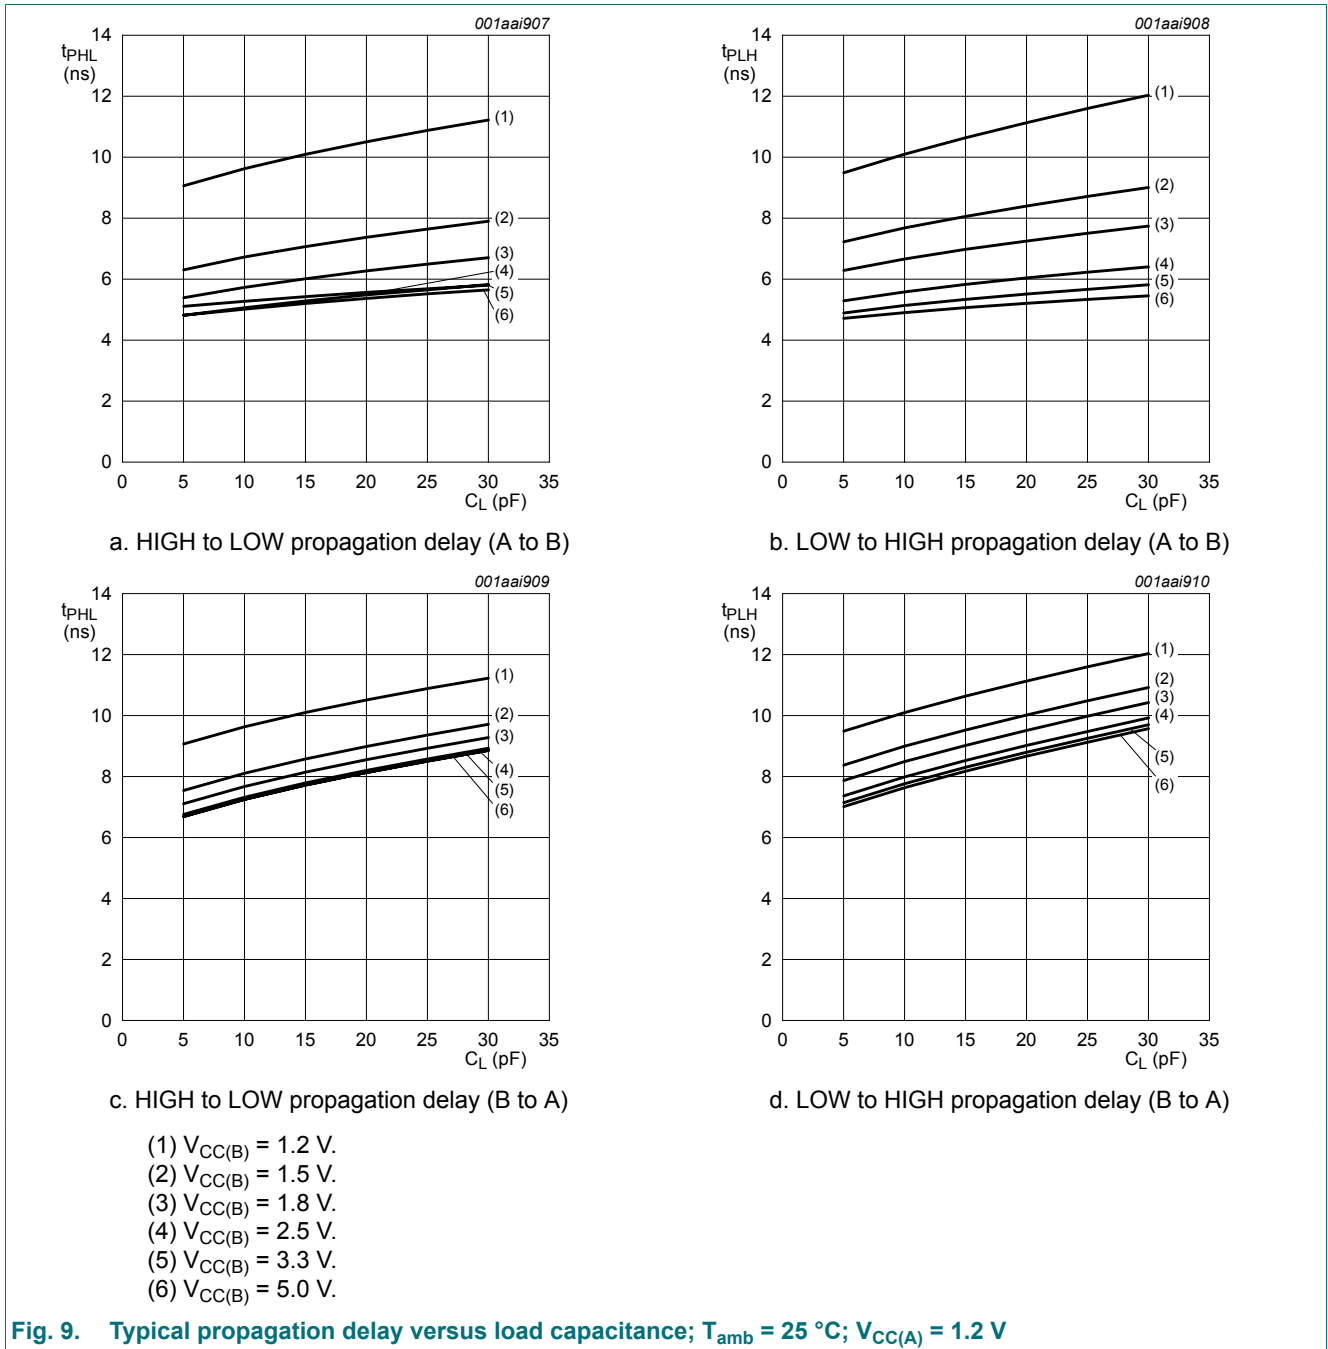 001aai907
14
tPHL
(ns)
12
10
8
6
4
2
0
(1)
(2)
(3)
(4)
(5)
(6)
0 5 10 15 20 25 30 35
CL (pF)
a. HIGH to LOW propagation delay (A to B)
001aai908
14
tPLH
(ns)
12
10
8
6
4
2
0
(1)
(2)
(3)
(4)
(5)
(6)
0 5 10 15 20 25 30 35
CL (pF)
b. LOW to HIGH propagation delay (A to B)
001aai909
14
tPHL
(ns)
12
10
8
6
4
2
0
(1)
(2)
(3)
(4)
(5)
(6)
0 5 10 15 20 25 30 35
CL (pF)
c. HIGH to LOW propagation delay (B to A)
001aai910
14
tPLH
(ns)
12
10
8
6
4
2
0
(1)
(2)
(3)
(4)
(5)
(6)
0 5 10 15 20 25 30 35
CL (pF)
d. LOW to HIGH propagation delay (B to A)
(1) VCC(B) = 1.2 V.
(2) VCC(B) = 1.5 V.
(3) VCC(B) = 1.8 V.
(4) VCC(B) = 2.5 V.
(5) VCC(B) = 3.3 V.
(6) VCC(B) = 5.0 V.
Fig. 9. Typical propagation delay versus load capacitance; Tamb = 25 °C; VCC(A) = 1.2 V